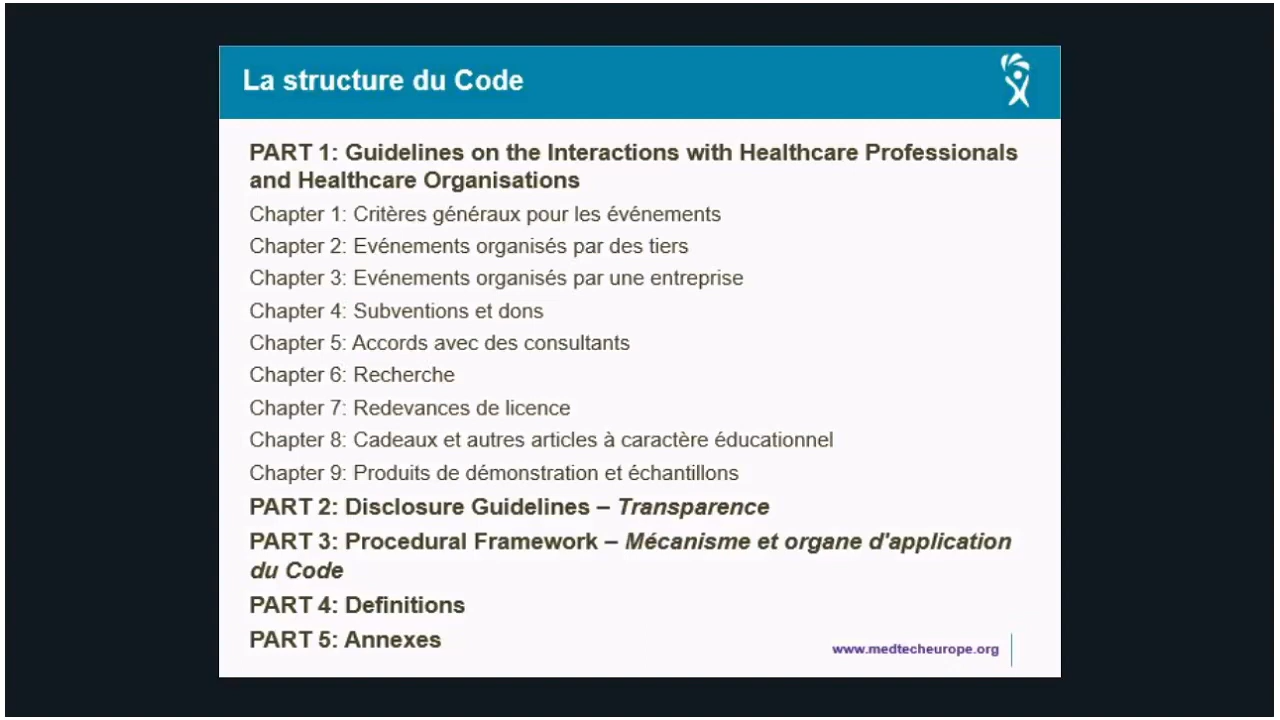 La structure du Code
PART 1: Guidelines on the Interactions with Healthcare Professionals
and Healthcare Organisations
Chapter 1: Critères généraux pour les événements
Chapter 2: Evénements organisés par des tiers
Chapter 3: Evénements organisés par une entreprise
Chapter 4: Subventions et dons
Chapter 5: Accords avec des consultants
Chapter 6: Recherche
Chapter 7: Redevances de licence
Chapter 8: Cadeaux et autres articles à caractère éducationnel
Chapter 9: Produits de démonstration et échantillons
PART 2: Disclosure Guidelines – Transparence
PART 3: Procedural Framework – Mécanisme et organe d'application
du Code
PART 4: Definitions
PART 5: Annexes
www.medtecheurope.org